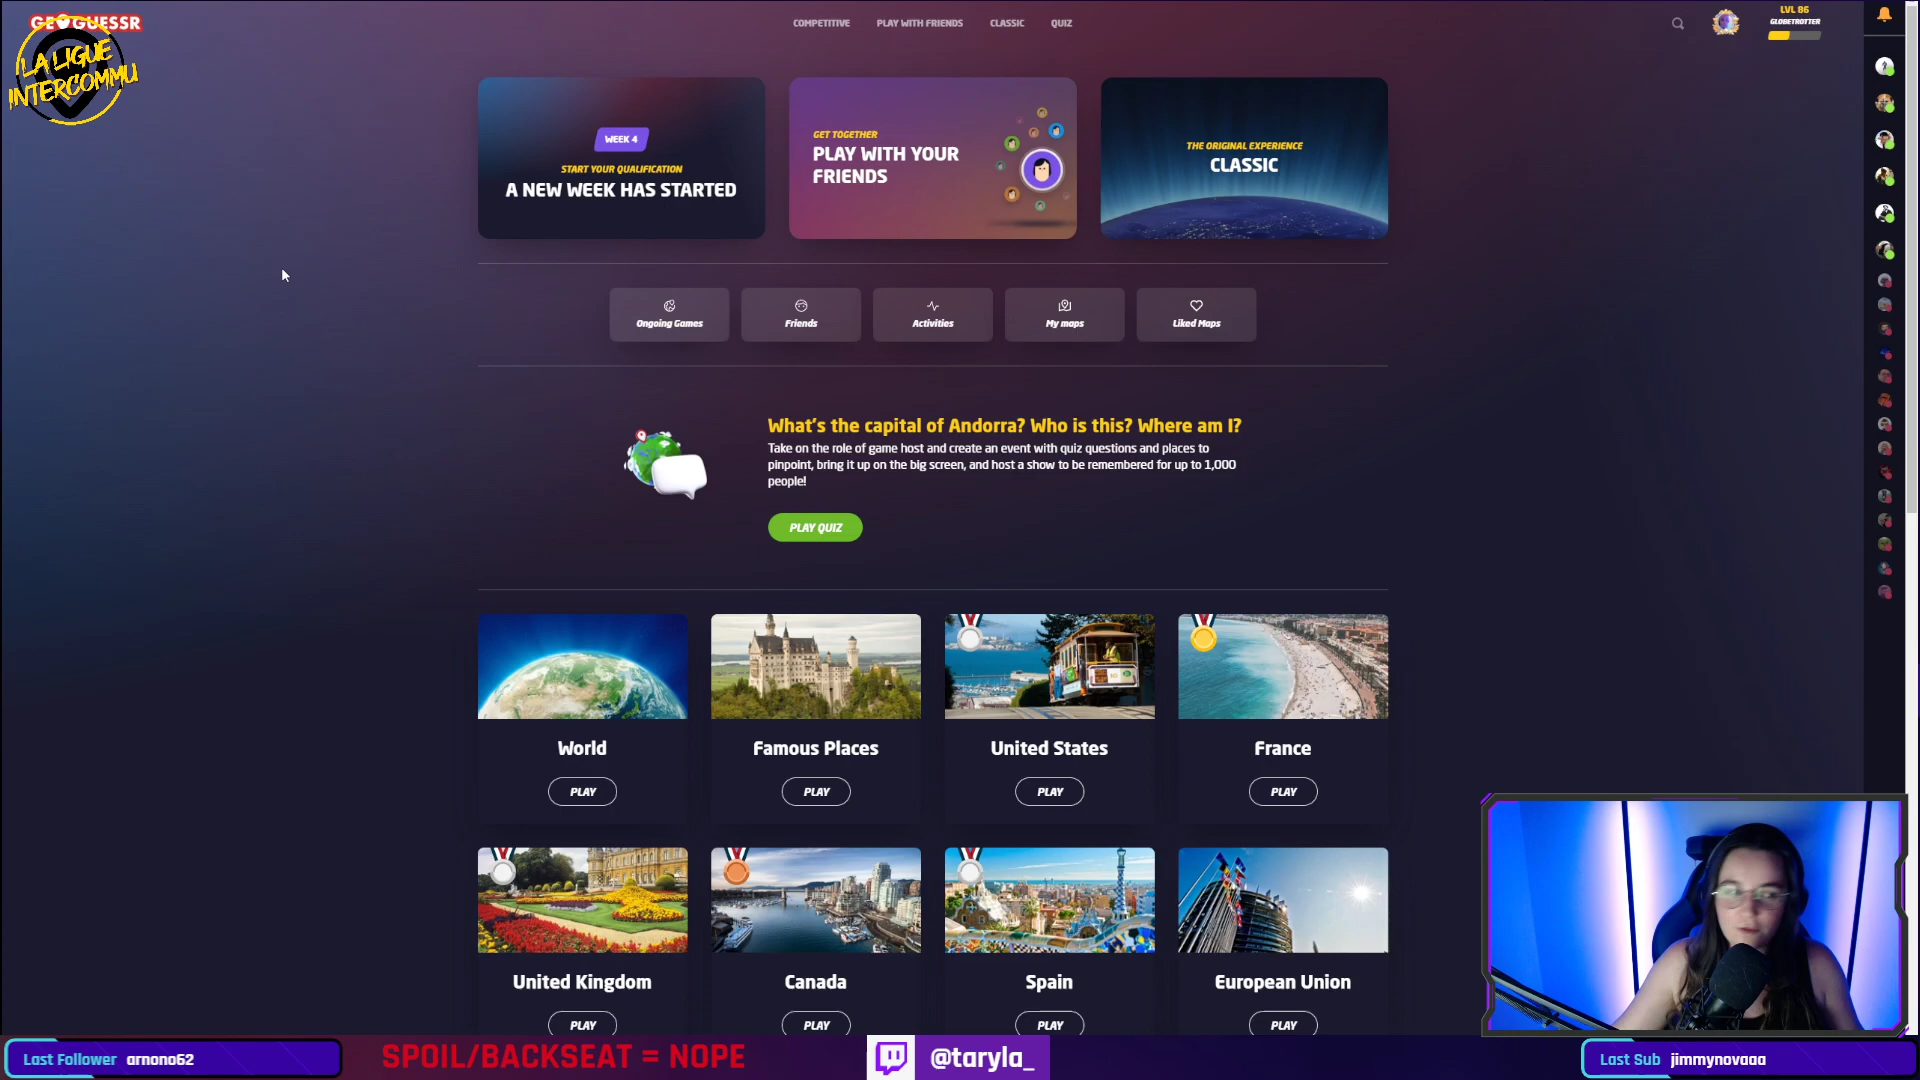 GEOGUESSR
LA LIGUE
INTERCOMMU
COMPETITIVE
PLAY WITH FRIENDS
CLASSIC
QUIZ
LVL 86
GLOBETROTTER
WEEK 4
START YOUR QUALIFICATION
A NEW WEEK HAS STARTED
GET TOGETHER
PLAY WITH YOUR
FRIENDS
THE ORIGINAL EXPERIENCE
CLASSIC
Ongoing Games
Friends
Activities
My maps
Liked Maps
What's the capital of Andorra? Who is this? Where am I?
Take on the role of game host and create an event with quiz questions and places to
pinpoint, bring it up on the big screen, and host a show to be remembered for up to 1,000
people!
PLAY QUIZ
World
PLAY
Famous Places
PLAY
United States
PLAY
France
PLAY
United Kingdom
PLAY
Canada
PLAY
Spain
PLAY
European Union
PLAY
Last Follower arnono62
SPOIL/BACKSEAT = NOPE
@taryla_
Last Sub jimmynovaaa